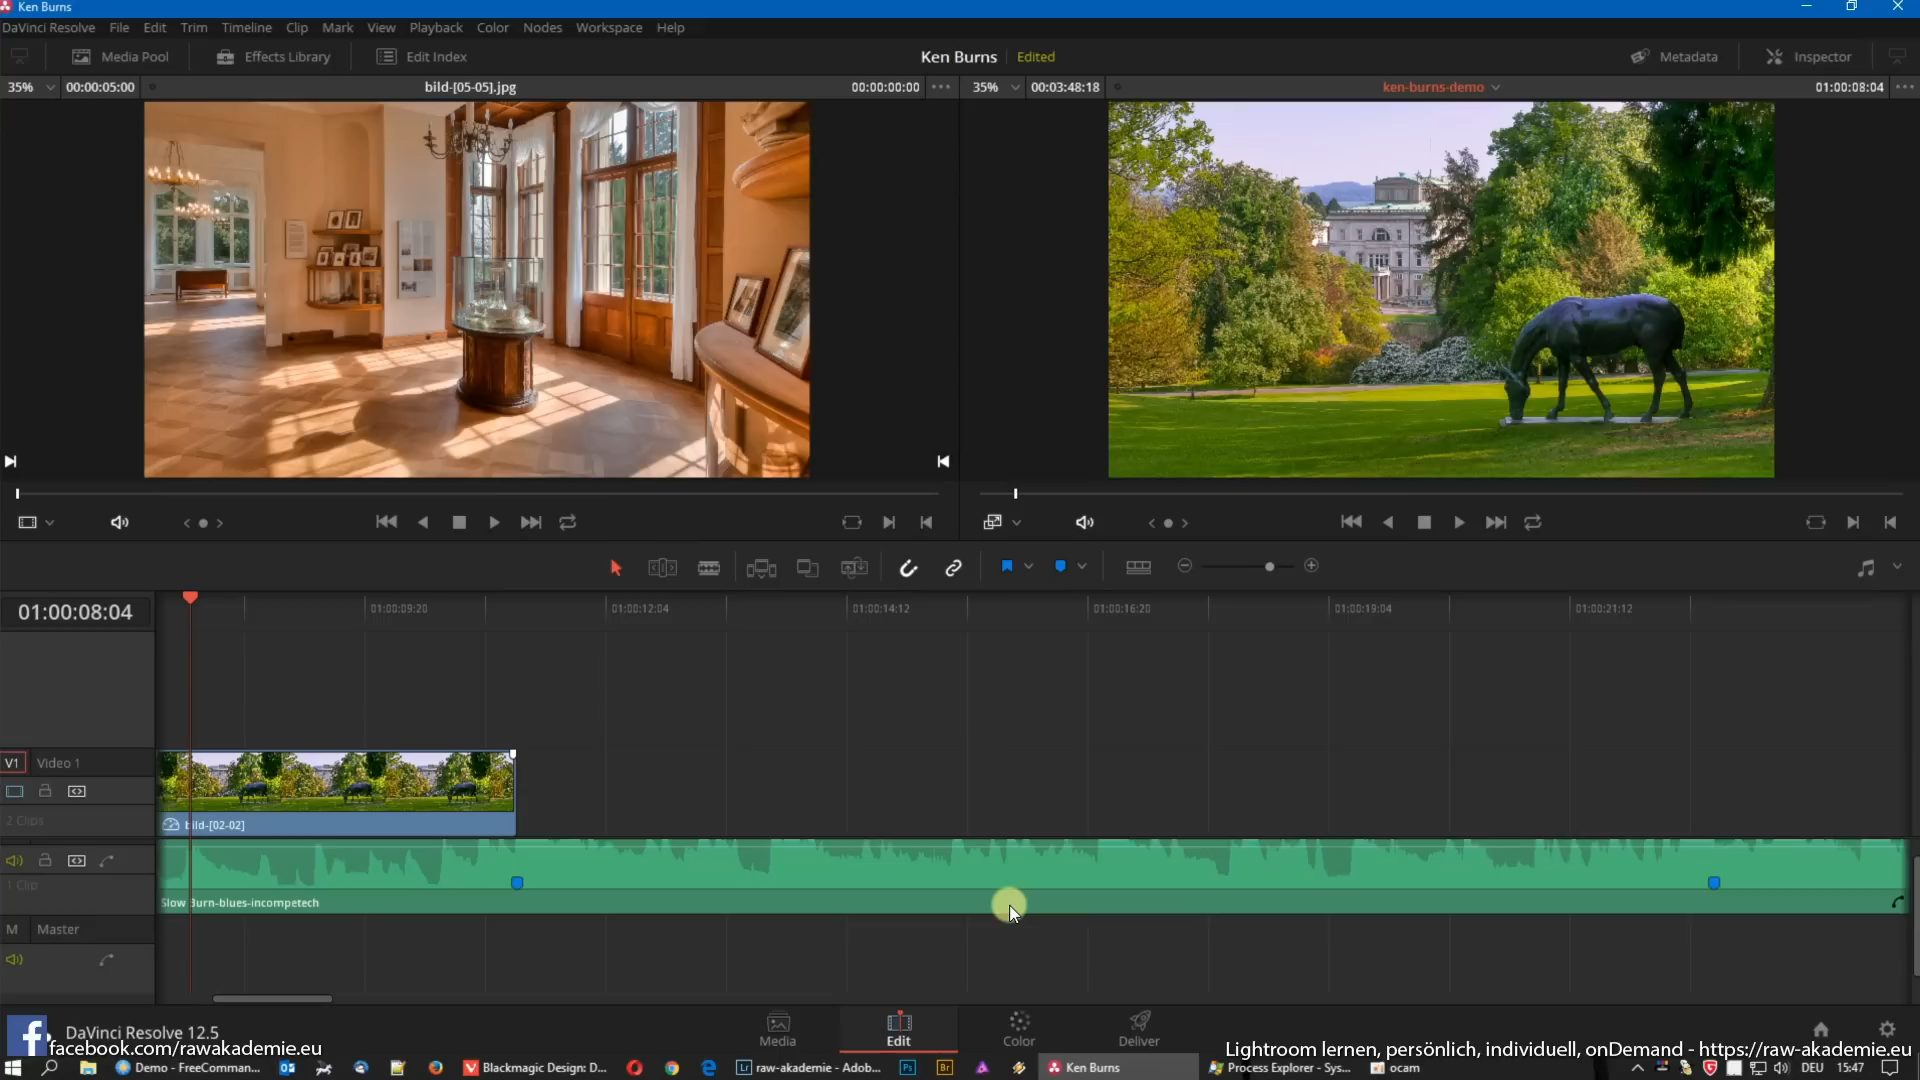 Ken Burns
DaVinci Resolve File Edit Trim Timeline Clip Mark View Playback Color Nodes Workspace Help
Media Pool Effects Library Edit Index Ken Burns Edited Metadata Inspector
35% 00:00:05:00 bild-[05-05].jpg 00:00:00:00 35% 00:03:48:18 ken-burns-demo 01:00:08:04
01:00:08:04 01:00:09:20 01:00:12:04 01:00:14:12 01:00:16:20 01:00:19:04 01:00:21:12
V1 Video 1
2 Clips
bild-[02-02]
1 Clip
Slow Burn-blues-incompetech
M Master
DaVinci Resolve 12.5
Media Edit Color Deliver
facebook.com/rawakademie.eu
Lightroom lernen, persönlich, individuell, onDemand - https://raw-akademie.eu
Demo - FreeComman... Blackmagic Design: D... Lr raw-akademie - Adob... Ps Br Ken Burns Process Explorer - Sys... ocam DEU 15:47